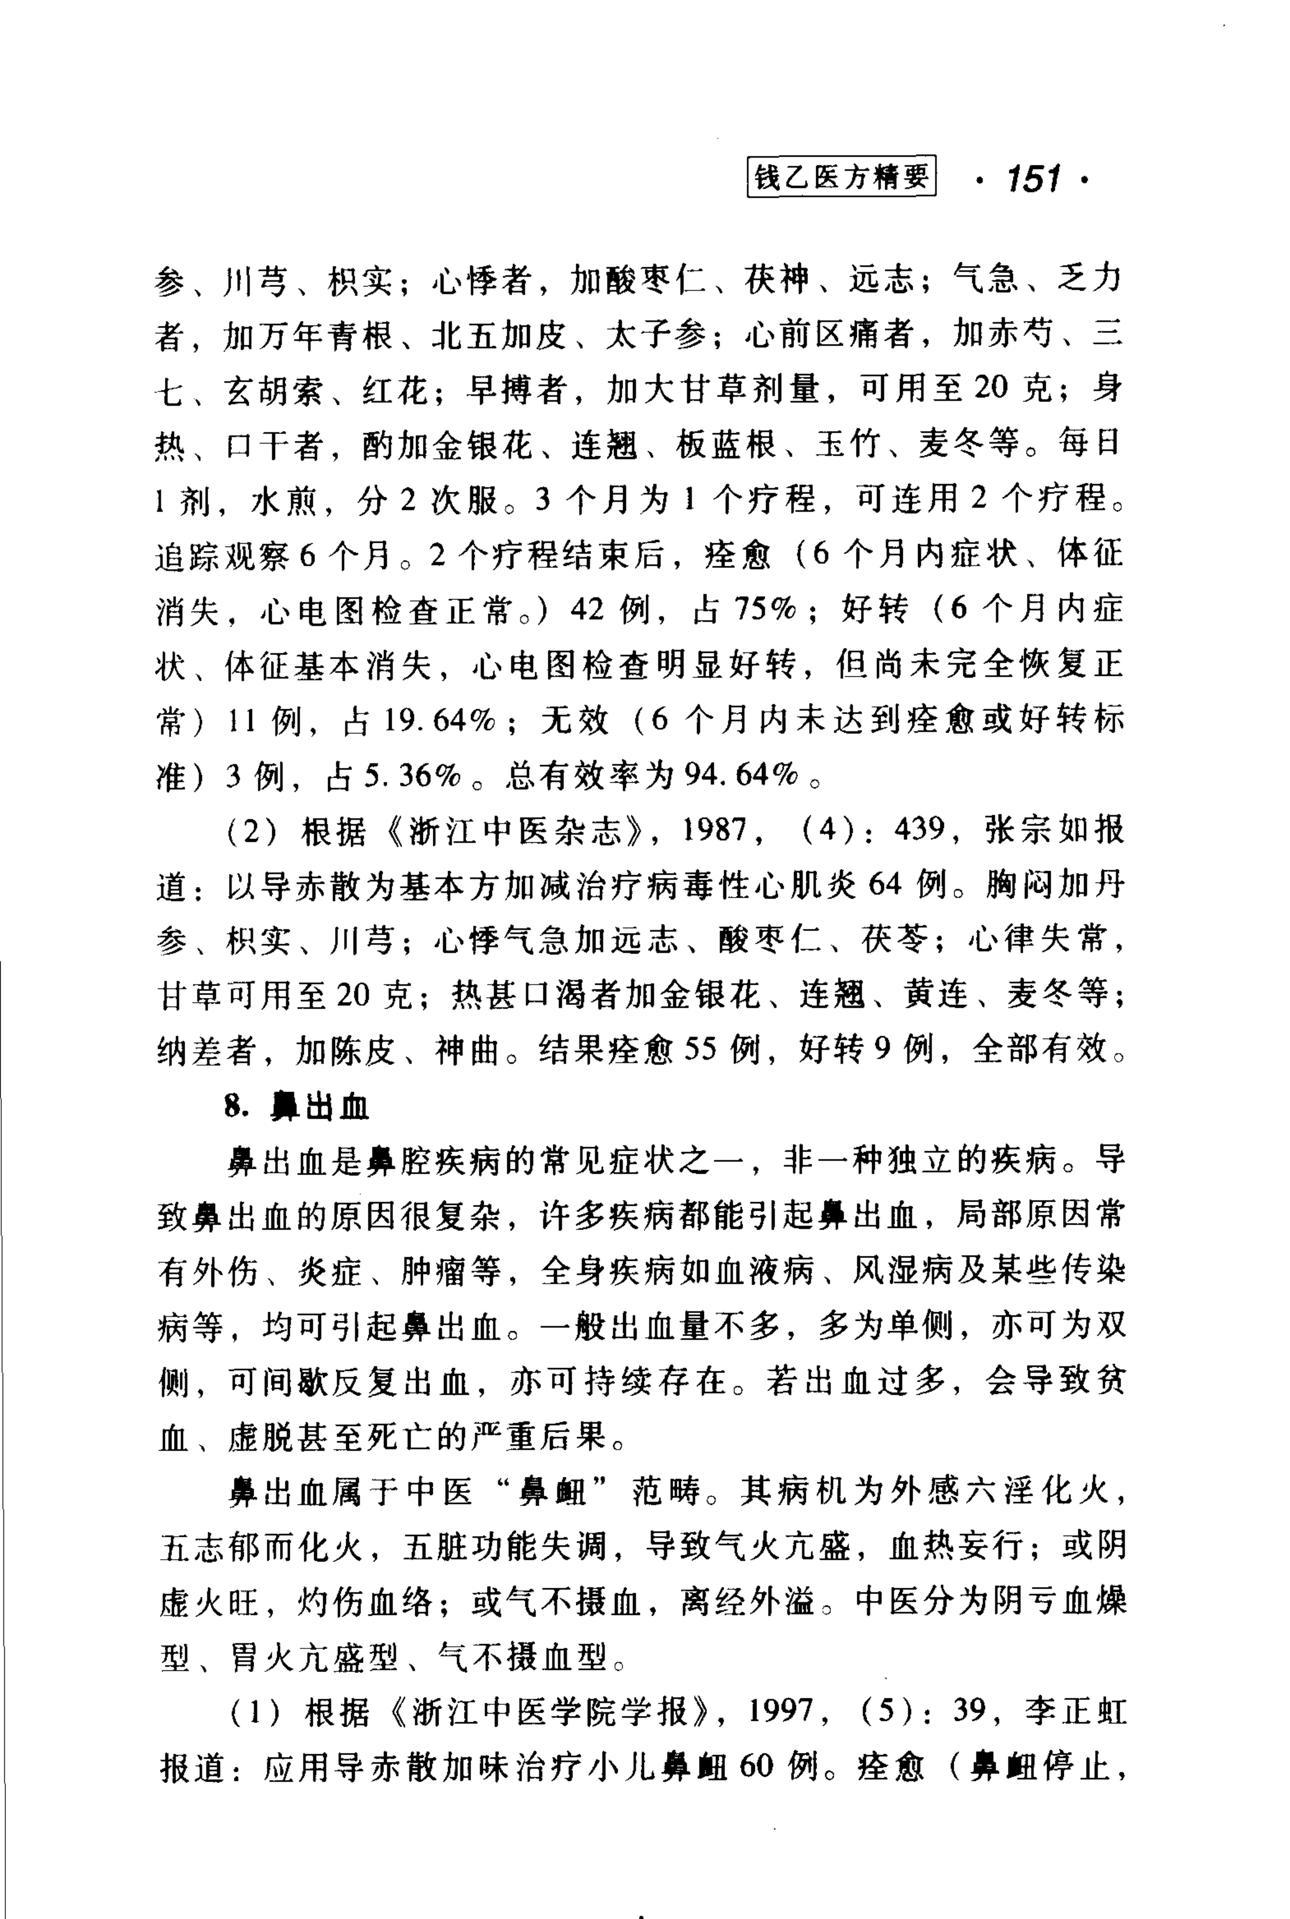 钱乙医方精要 · 151 ·
参、川芎、枳实；心悸者，加酸枣仁、茯神、远志；气急、乏力
者，加万年青根、北五加皮、太子参；心前区痛者，加赤芍、三
七、玄胡索、红花；早搏者，加大甘草剂量，可用至20 克；身
热、口干者，酌加金银花、连翘、板蓝根、玉竹、麦冬等。每日
1 剂，水煎，分 2 次服。3 个月为 1 个疗程，可连用 2 个疗程。
追踪观察 6 个月。2 个疗程结束后，痊愈（6 个月内症状、体征
消失，心电图检查正常。）42 例，占 75%；好转（6 个月内症
状、体征基本消失，心电图检查明显好转，但尚未完全恢复正
常）11 例，占 19.64%；无效（6 个月内未达到痊愈或好转标
准）3 例，占 5.36%。总有效率为 94.64%。
（2）根据《浙江中医杂志》，1987，（4）：439，张宗如报
道：以导赤散为基本方加减治疗病毒性心肌炎 64 例。胸闷加丹
参、枳实、川芎；心悸气急加远志、酸枣仁、茯苓；心律失常，
甘草可用至 20 克；热甚口渴者加金银花、连翘、黄连、麦冬等；
纳差者，加陈皮、神曲。结果痊愈 55 例，好转 9 例，全部有效。
8. 鼻出血
鼻出血是鼻腔疾病的常见症状之一，非一种独立的疾病。导
致鼻出血的原因很复杂，许多疾病都能引起鼻出血，局部原因常
有外伤、炎症、肿瘤等，全身疾病如血液病、风湿病及某些传染
病等，均可引起鼻出血。一般出血量不多，多为单侧，亦可为双
侧，可间歇反复出血，亦可持续存在。若出血过多，会导致贫
血、虚脱甚至死亡的严重后果。
鼻出血属于中医“鼻衄”范畴。其病机为外感六淫化火，
五志郁而化火，五脏功能失调，导致气火亢盛，血热妄行；或阴
虚火旺，灼伤血络；或气不摄血，离经外溢。中医分为阴亏血燥
型、胃火亢盛型、气不摄血型。
（1）根据《浙江中医学院学报》，1997，（5）：39，李正虹
报道：应用导赤散加味治疗小儿鼻衄 60 例。痊愈（鼻衄停止，